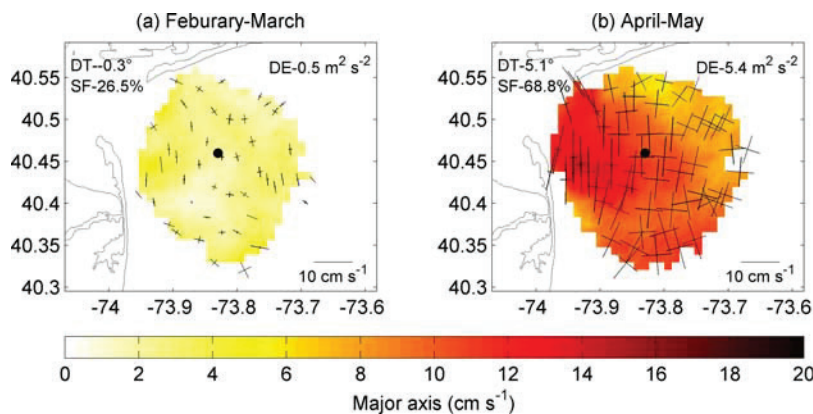 (a) Feburary-March
(b) April-May
DT--0.3°
SF-26.5%
DE-0.5 m² s⁻²
40.55
40.5
40.45
40.4
40.35
40.3
10 cm s⁻¹
-74 -73.9 -73.8 -73.7 -73.6
DT-5.1°
SF-68.8%
DE-5.4 m² s⁻²
40.55
40.5
40.45
40.4
40.35
40.3
10 cm s⁻¹
-74 -73.9 -73.8 -73.7 -73.6
0 2 4 6 8 10 12 14 16 18 20
Major axis (cm s⁻¹)